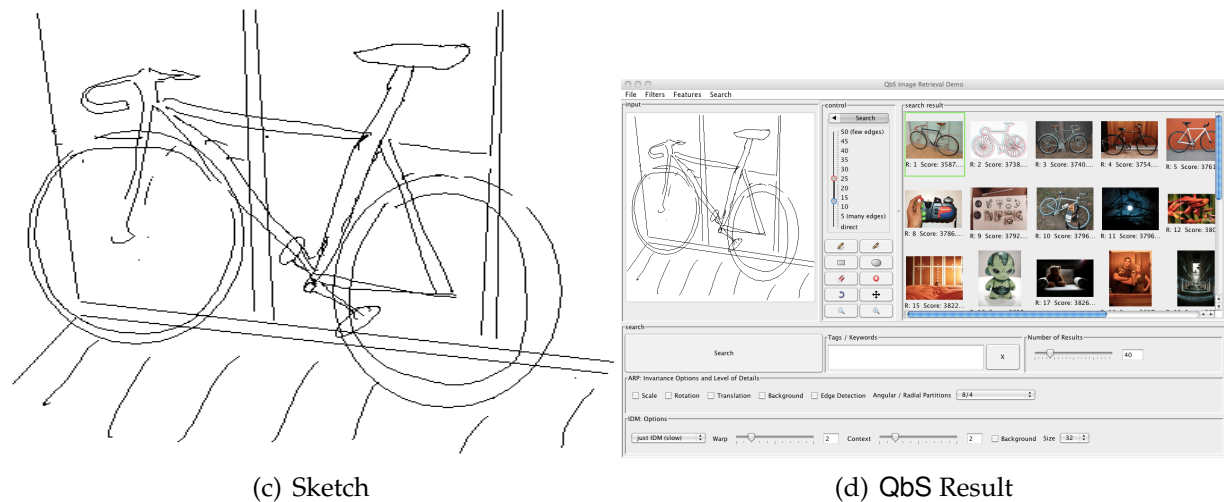 QbS Image Retrieval Demo
File Filters Features Search
input
control
Search
50 (few edges)
45
40
35
30
25
20
15
10
5 (many edges)
direct
search result
R: 1 Score: 3587...
R: 2 Score: 3738...
R: 3 Score: 3740...
R: 4 Score: 3754...
R: 5 Score: 3761
R: 8 Score: 3786...
R: 9 Score: 3792...
R: 10 Score: 3796...
R: 11 Score: 3796...
R: 12 Score: 380
R: 15 Score: 3822...
R: 17 Score: 3826...
search
Search
Tags / Keywords
X
Number of Results
40
ARP: Invariance Options and Level of Details
Scale Rotation Translation Background Edge Detection Angular / Radial Partitions 8/4
IDM: Options
just IDM (slow) Warp 2 Context 2 Background Size 32
(c) Sketch
(d) QbS Result